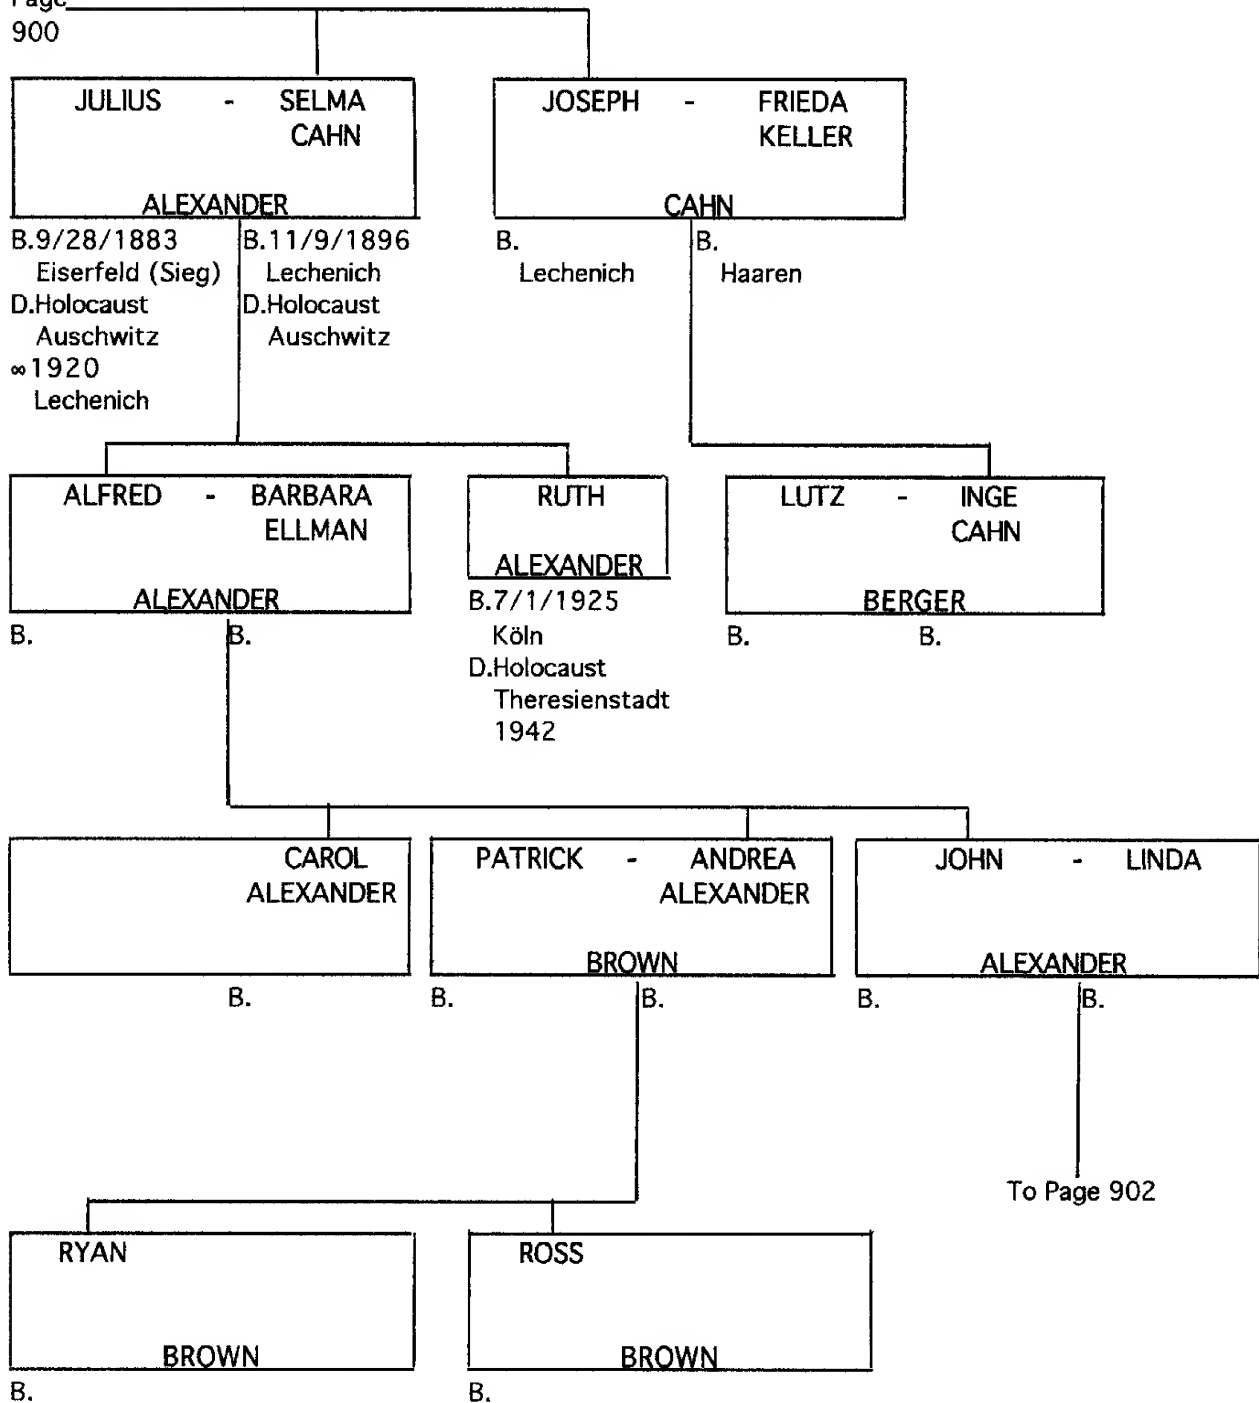 Page
900
JULIUS - SELMA
CAHN
ALEXANDER
B.9/28/1883
Eiserfeld (Sieg)
D.Holocaust
Auschwitz
∞1920
Lechenich
B.11/9/1896
Lechenich
D.Holocaust
Auschwitz
JOSEPH - FRIEDA
KELLER
CAHN
B.
Lechenich
B.
Haaren
ALFRED - BARBARA
ELLMAN
ALEXANDER
B. B.
RUTH
ALEXANDER
B.7/1/1925
Köln
D.Holocaust
Theresienstadt
1942
LUTZ - INGE
CAHN
BERGER
B. B.
CAROL
ALEXANDER
B.
PATRICK - ANDREA
ALEXANDER
BROWN
B. B.
JOHN - LINDA
ALEXANDER
B. B.
To Page 902
RYAN
BROWN
B.
ROSS
BROWN
B.